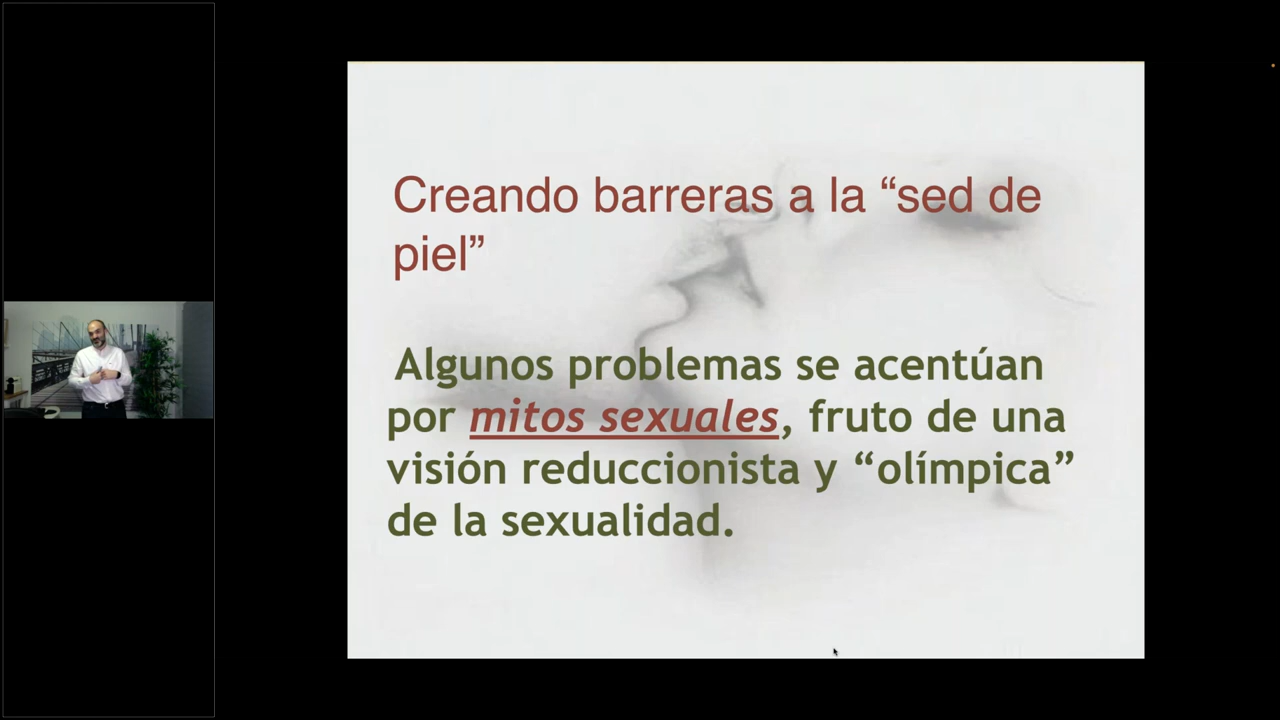 Creando barreras a la “sed de
piel”
Algunos problemas se acentúan
por mitos sexuales, fruto de una
visión reduccionista y “olímpica”
de la sexualidad.